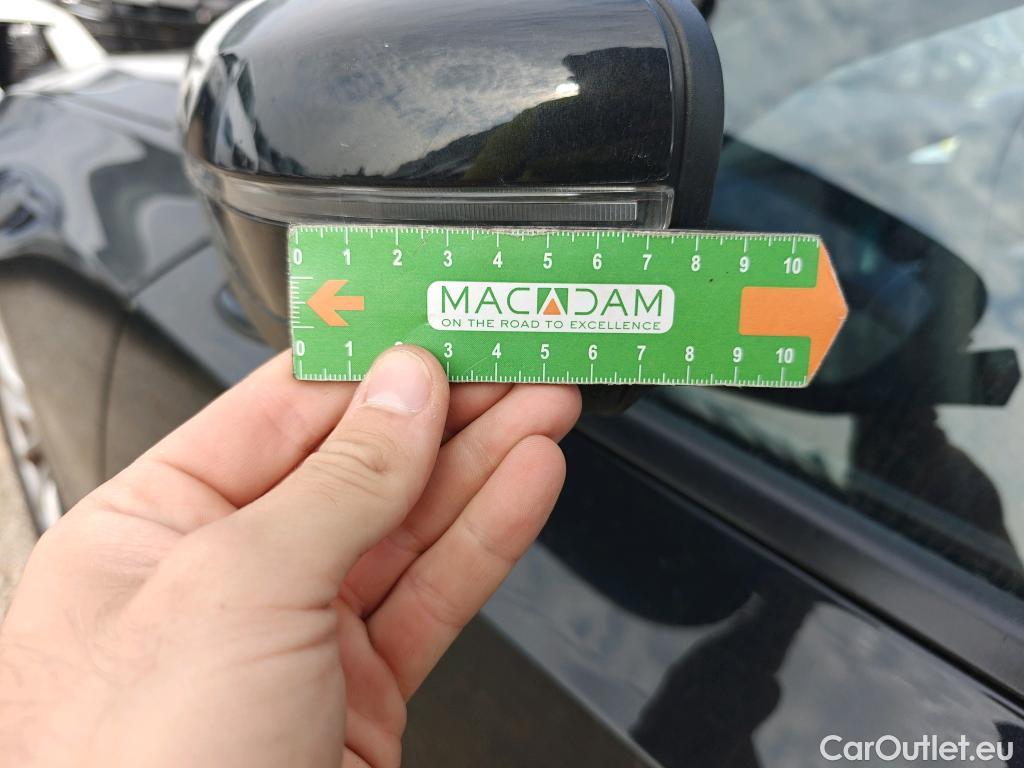 0 1 2 3 4 5 6 7 8 9 10
MACADAM
ON THE ROAD TO EXCELLENCE
0 1 2 3 4 5 6 7 8 9 10
CarOutlet.eu